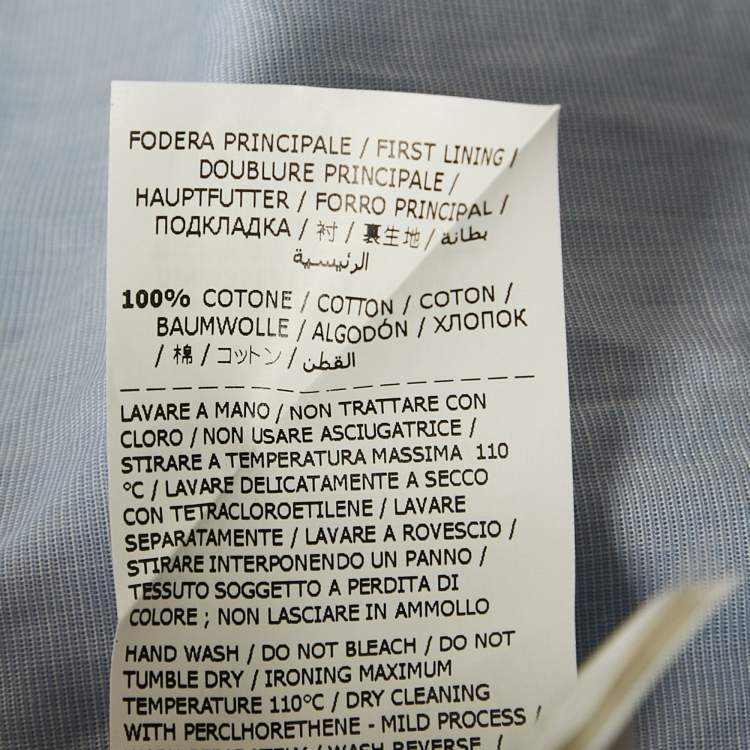 FODERA PRINCIPALE / FIRST LINING /
DOUBLURE PRINCIPALE /
HAUPTFUTTER / FORRO PRINCIPAL /
ПОДКЛАДКА / 衬 / 裏生地 / بطانة
الرئيسية
100% COTONE / COTTON / COTON /
BAUMWOLLE / ALGODÓN / ХЛОПОК
/ 棉 / コットン / القطن
LAVARE A MANO / NON TRATTARE CON
CLORO / NON USARE ASCIUGATRICE /
STIRARE A TEMPERATURA MASSIMA 110
°C / LAVARE DELICATAMENTE A SECCO
CON TETRACLOROETILENE / LAVARE
SEPARATAMENTE / LAVARE A ROVESCIO /
STIRARE INTERPONENDO UN PANNO /
TESSUTO SOGGETTO A PERDITA DI
COLORE ; NON LASCIARE IN AMMOLLO
HAND WASH / DO NOT BLEACH / DO NOT
TUMBLE DRY / IRONING MAXIMUM
TEMPERATURE 110°C / DRY CLEANING
WITH PERCLHORETHENE - MILD PROCESS /
WASH SEPARATELY / WASH REVERSE /